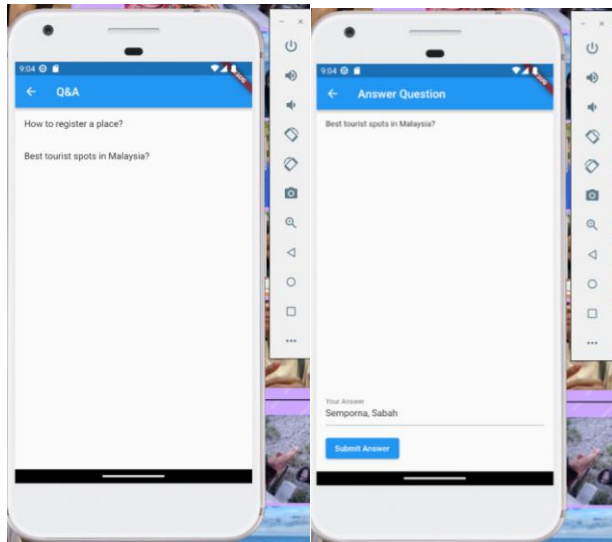 9:04
Q&A
How to register a place?
Best tourist spots in Malaysia?
9:04
Answer Question
Best tourist spots in Malaysia?
Your Answer
Semporna, Sabah
Submit Answer